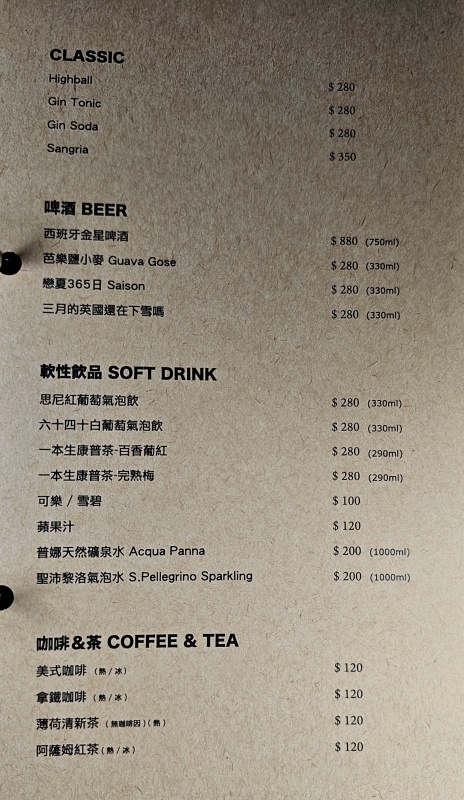 CLASSIC
Highball $ 280
Gin Tonic $ 280
Gin Soda $ 280
Sangria $ 350
啤酒 BEER
西班牙金星啤酒 $ 880 (750ml)
芭樂鹽小麥 Guava Gose $ 280 (330ml)
戀夏365日 Saison $ 280 (330ml)
三月的英國還在下雪嗎 $ 280 (330ml)
軟性飲品 SOFT DRINK
思尼紅葡萄氣泡飲 $ 280 (330ml)
六十四十白葡萄氣泡飲 $ 280 (330ml)
一本生康普茶-百香葡紅 $ 280 (290ml)
一本生康普茶-完熟梅 $ 280 (290ml)
可樂 / 雪碧 $ 100
蘋果汁 $ 120
普娜天然礦泉水 Acqua Panna $ 200 (1000ml)
聖沛黎洛氣泡水 S.Pellegrino Sparkling $ 200 (1000ml)
咖啡&茶 COFFEE & TEA
美式咖啡 (熱/冰) $ 120
拿鐵咖啡 (熱/冰) $ 120
薄荷清新茶 (無咖啡因)(熱) $ 120
阿薩姆紅茶(熱/冰) $ 120